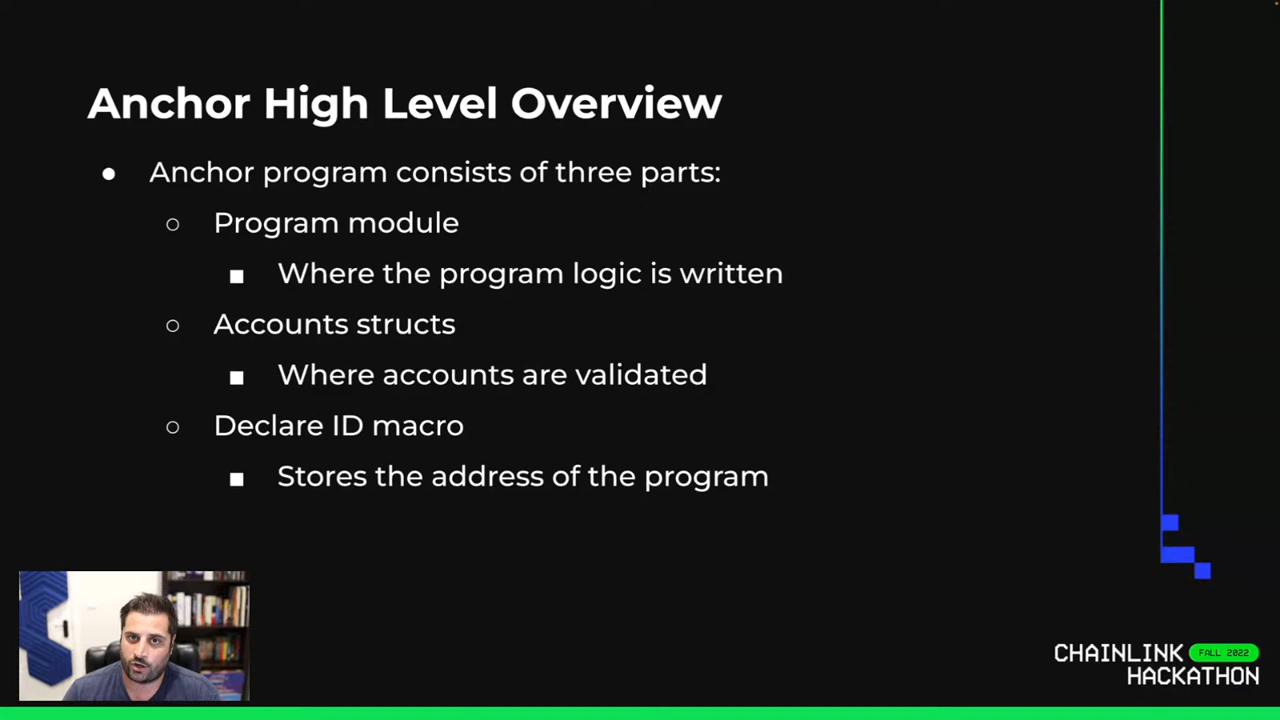 Anchor High Level Overview
Anchor program consists of three parts:
Program module
Where the program logic is written
Accounts structs
Where accounts are validated
Declare ID macro
Stores the address of the program
CHAINLINK FALL 2022
HACKATHON